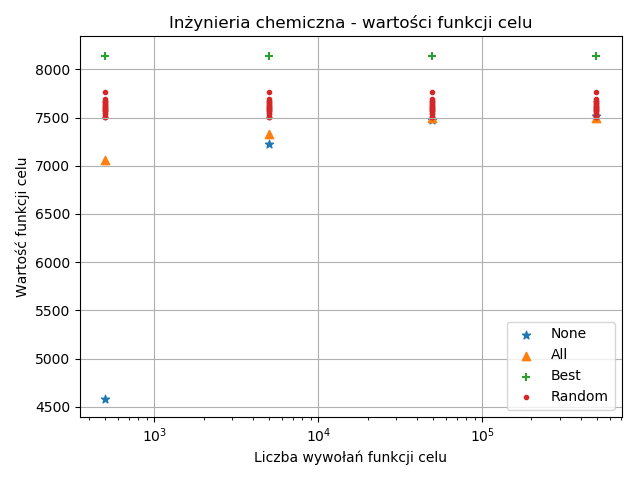 Inżynieria chemiczna - wartości funkcji celu
Wartość funkcji celu
8000
7500
7000
6500
6000
5500
5000
4500
10³
10⁴
10⁵
Liczba wywołań funkcji celu
None
All
Best
Random